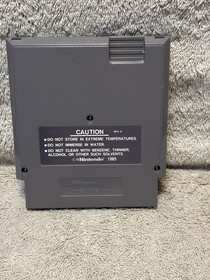 CAUTION
●DO NOT STORE IN EXTREME TEMPERATURES.
●DO NOT IMMERSE IN WATER.
●DO NOT CLEAN WITH BENZENE, THINNER,
ALCOHOL OR OTHER SUCH SOLVENTS.
©Nintendo 1985